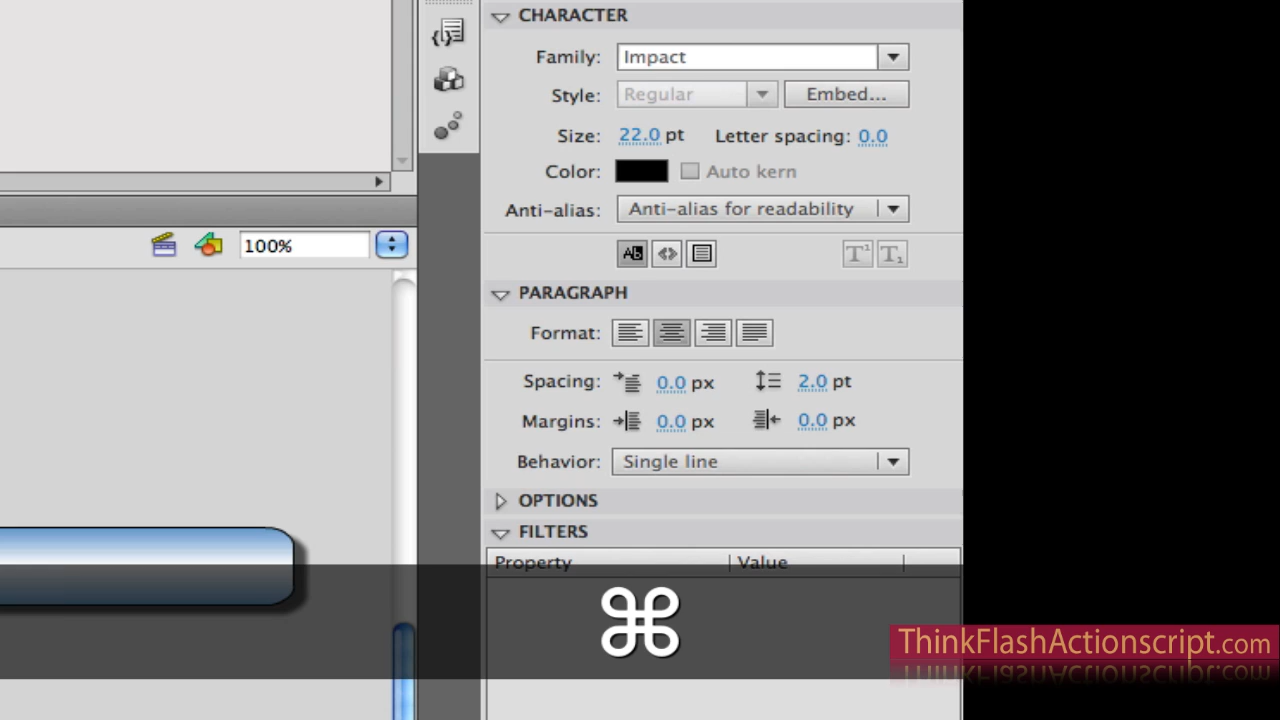 CHARACTER
Family: Impact
Style: Regular Embed...
Size: 22.0 pt Letter spacing: 0.0
Color: Auto kern
Anti-alias: Anti-alias for readability
100%
PARAGRAPH
Format:
Spacing: 0.0 px 2.0 pt
Margins: 0.0 px 0.0 px
Behavior: Single line
OPTIONS
FILTERS
Property Value
⌘
ThinkFlashActionscript.com